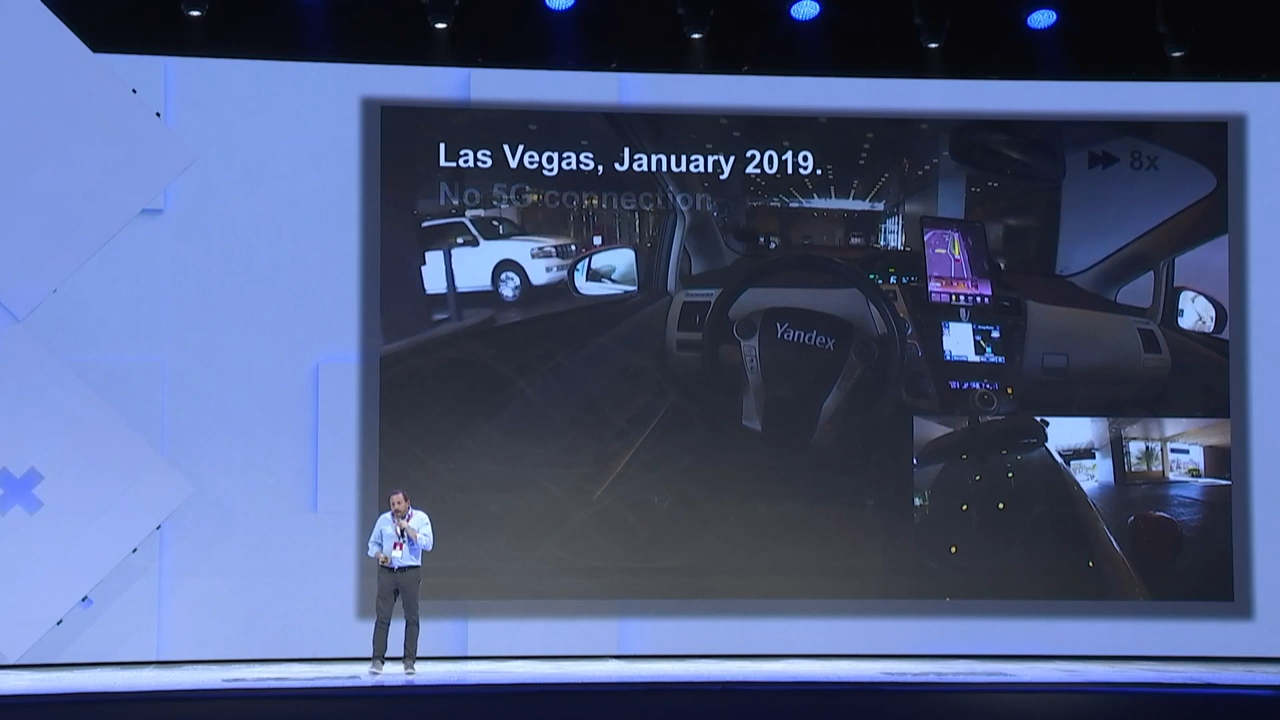 Las Vegas, January 2019.
8x
No 5G connection
Yandex